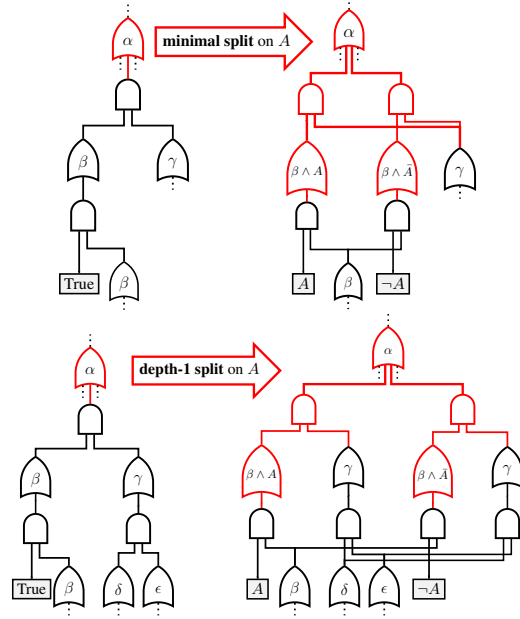 α
minimal split on A
α
β
γ
β ∧ A
β ∧ Ā
γ
True
β
A
β
¬A
α
depth-1 split on A
α
β
γ
β ∧ A
γ
β ∧ Ā
γ
True
β
δ
ϵ
A
β
δ
ϵ
¬A